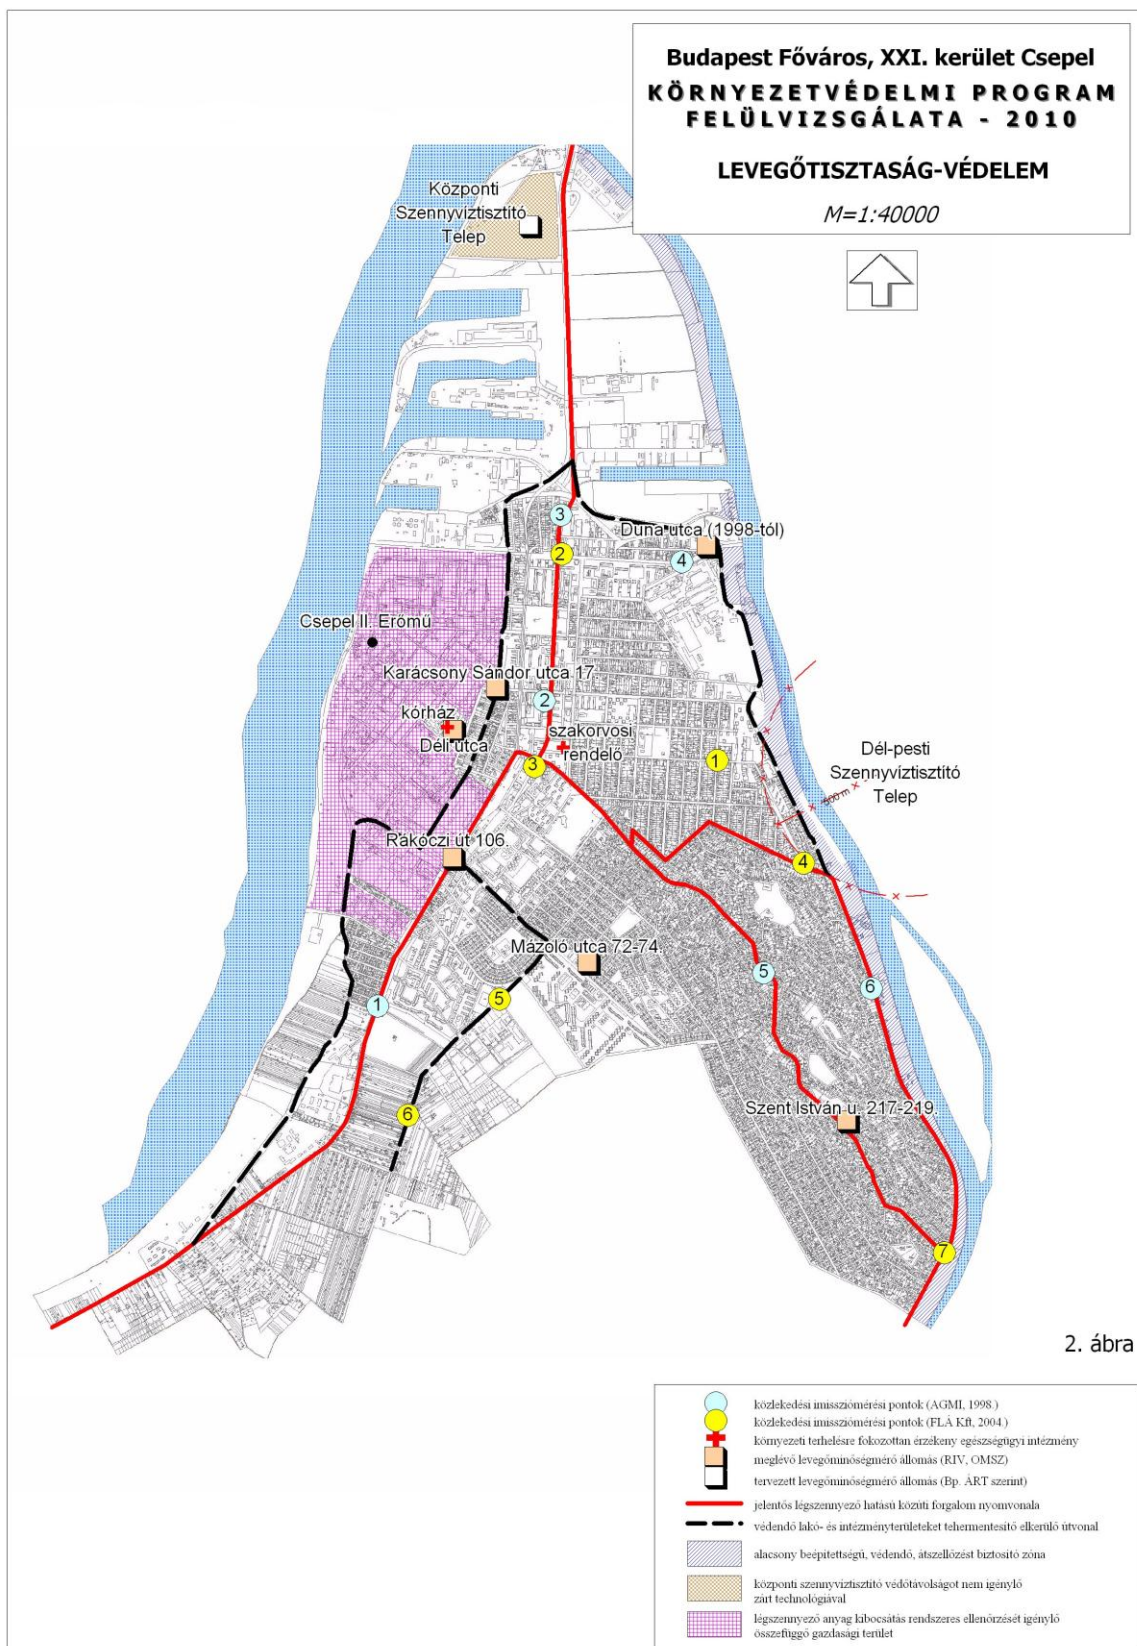 Budapest Főváros, XXI. kerület Csepel
KÖRNYEZETVÉDELMI PROGRAM
FELÜLVIZSGÁLATA - 2010
LEVEGŐTISZTASÁG-VÉDELEM
M=1:40000
Központi
Szennyvíztisztító
Telep
3
2
Duna utca (1998-tól)
4
Csepel II. Erőmű
Karácsony Sándor utca 17
2
kórház
Déli utca
szakorvosi
rendelő
3
1
Dél-pesti
Szennyvíztisztító
Telep
300 m
Rákóczi út 106.
4
Mázoló utca 72-74.
5
6
1
5
6
Szent István u. 217-219.
7
2. ábra
közlekedési imissziómérési pontok (AGMI, 1998.)
közlekedési imissziómérési pontok (FLÁ Kft, 2004.)
környezeti terhelésre fokozottan érzékeny egészségügyi intézmény
meglévő levegőminőségmérő állomás (RIV, OMSZ)
tervezett levegőminőségmérő állomás (Bp. ÁRT szerint)
jelentős légszennyező hatású közúti forgalom nyomvonala
védendő lakó- és intézményterületeket tehermentesítő elkerülő útvonal
alacsony beépítettségű, védendő, átszellőzést biztosító zóna
központi szennyvíztisztító védőtávolságot nem igénylő
zárt technológiával
légszennyező anyag kibocsátás rendszeres ellenőrzését igénylő
összefüggő gazdasági terület